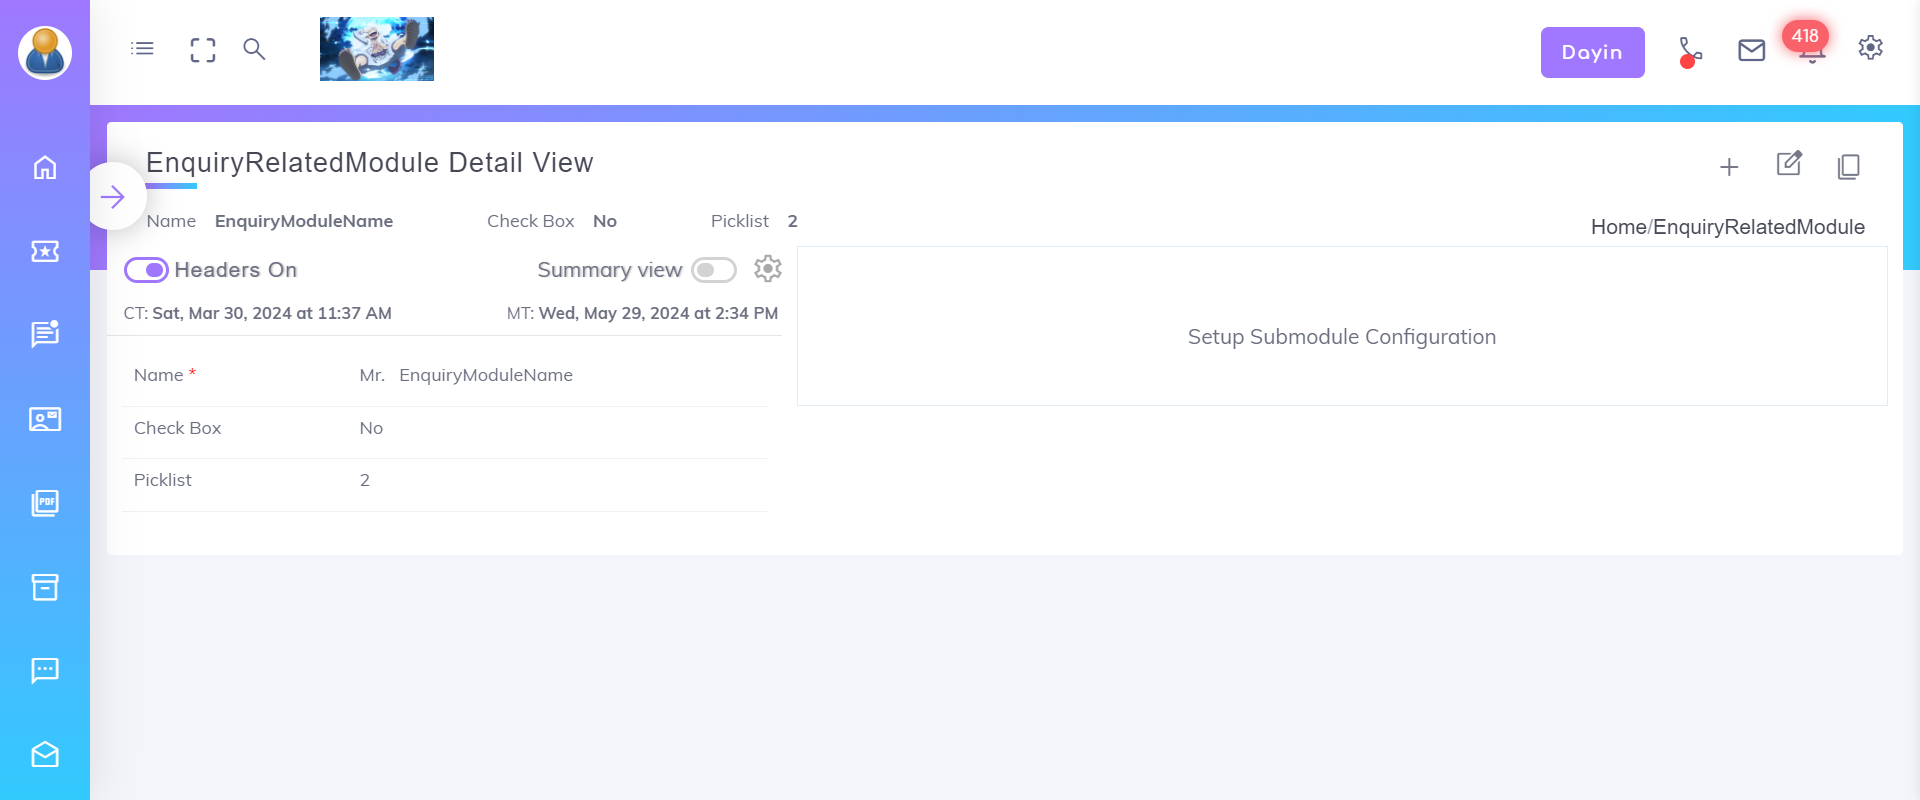 Dayin
418
EnquiryRelatedModule Detail View
Name EnquiryModuleName Check Box No Picklist 2
Home/EnquiryRelatedModule
Headers On Summary view
CT: Sat, Mar 30, 2024 at 11:37 AM MT: Wed, May 29, 2024 at 2:34 PM
Setup Submodule Configuration
Name * Mr. EnquiryModuleName
Check Box No
Picklist 2
PDF